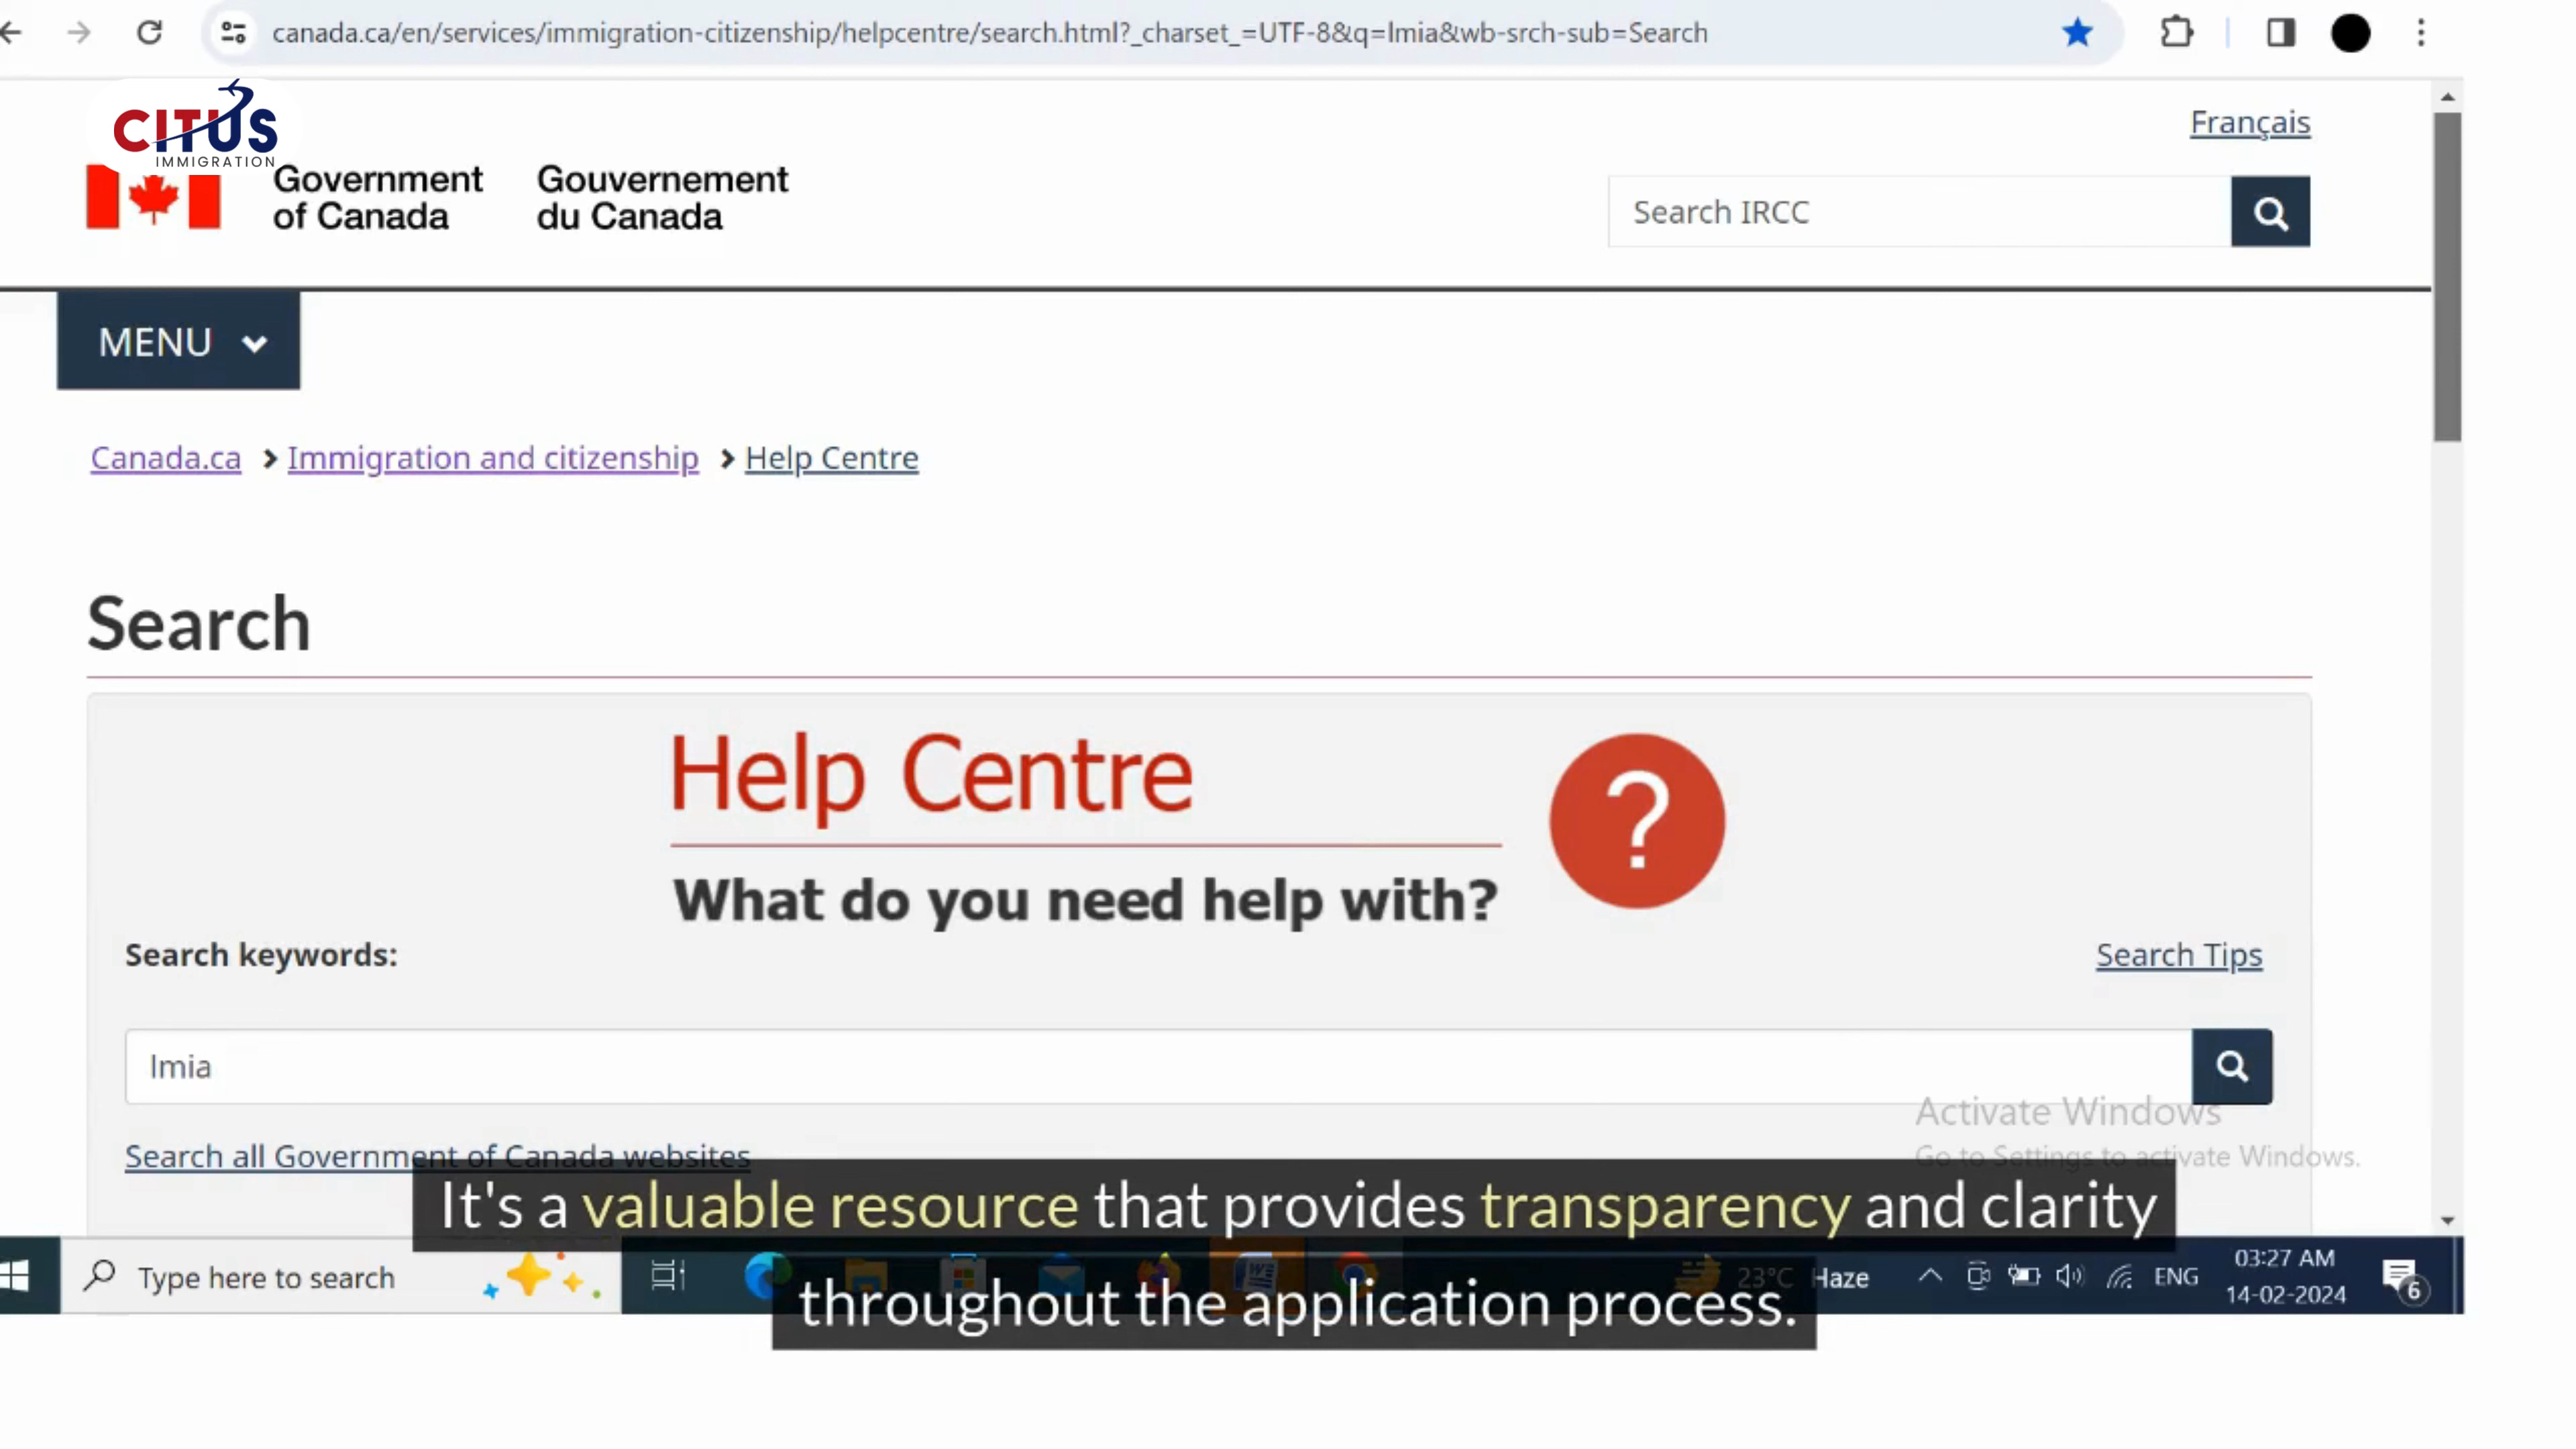 canada.ca/en/services/immigration-citizenship/helpcentre/search.html?_charset_=UTF-8&q=lmia&wb-srch-sub=Search
CITUS
IMMIGRATION
Français
Government
of Canada
Gouvernement
du Canada
Search IRCC
MENU
Canada.ca > Immigration and citizenship > Help Centre
Search
Help Centre
?
What do you need help with?
Search keywords:
Search Tips
lmia
Activate Windows
Go to Settings to activate Windows.
Search all Government of Canada websites
It's a valuable resource that provides transparency and clarity
throughout the application process.
Type here to search
23°C Haze
ENG
03:27 AM
14-02-2024
6